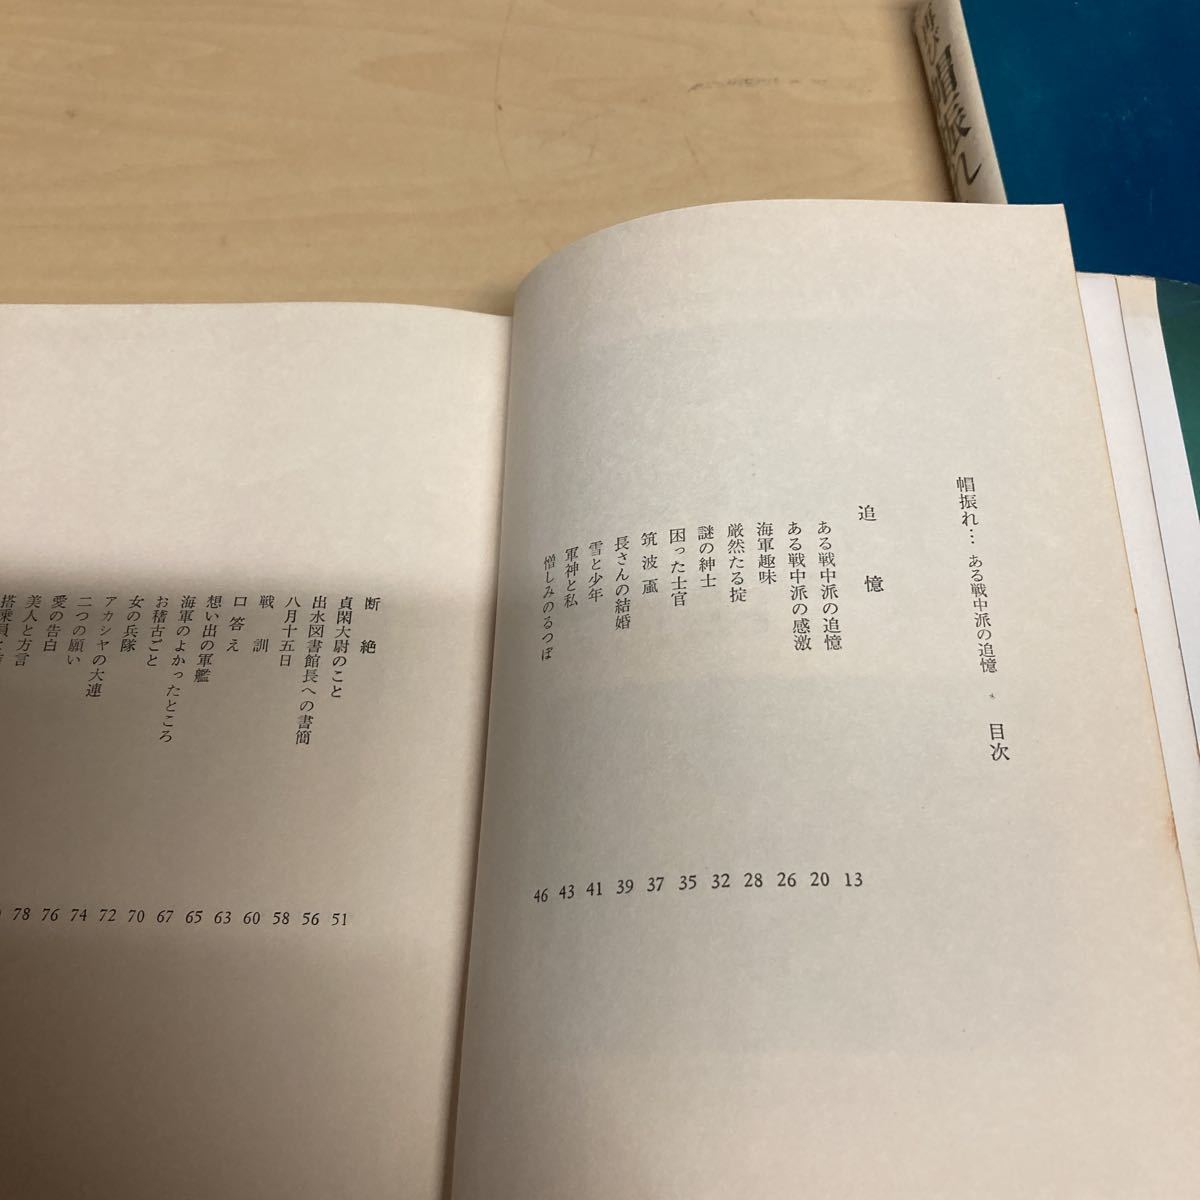 帽振れ
帽振れ… ある戦中派の追憶 目次
追憶
ある戦中派の追憶 13
ある戦中派の感激 20
海軍趣味 26
厳然たる掟 28
謎の紳士 32
困った士官 35
筑波颪 37
長さんの結婚 39
雪と少年 41
軍神と私 43
憎しみのるつぼ 46
断絶
貞閑大尉のこと 51
出水図書館長への書簡 56
八月十五日 58
戦訓 60
口答え 63
想い出の軍艦 65
海軍のよかったところ 67
お稽古ごと 70
女の兵隊 72
アカシヤの大連 74
二つの願い 76
愛の告白 78
美人と方言
搭乗員